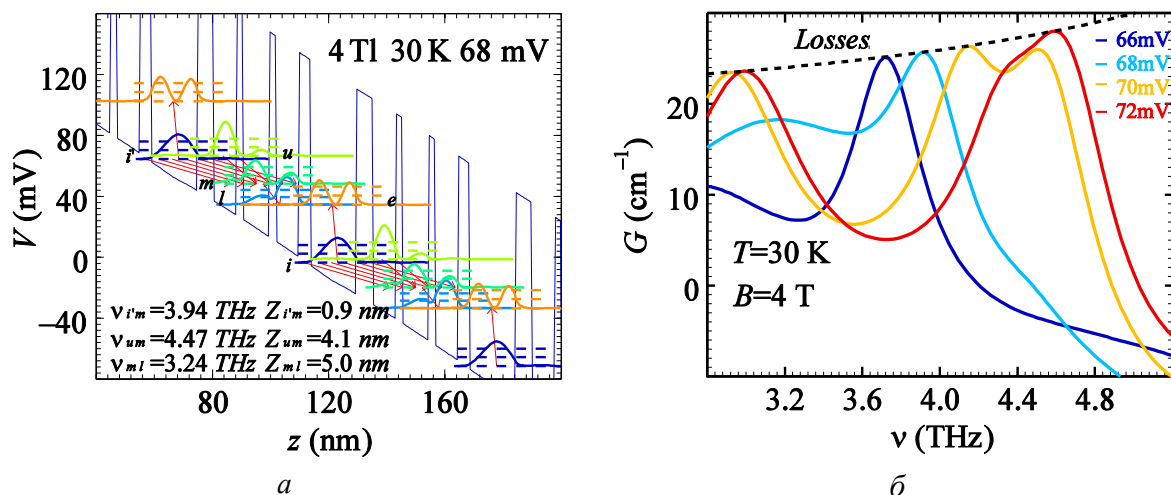 4 Tl 30 K 68 mV
120
80
40
0
−40
V (mV)
i'
u
m
l
e
i
ν i'm =3.94 THz Z i'm =0.9 nm
ν um =4.47 THz Z um =4.1 nm
ν ml =3.24 THz Z ml =5.0 nm
80
120
160
z (nm)
а
Losses
66mV
68mV
70mV
72mV
20
10
0
G (cm⁻¹)
T=30 K
B=4 T
3.2
3.6
4.0
4.4
4.8
ν (THz)
б